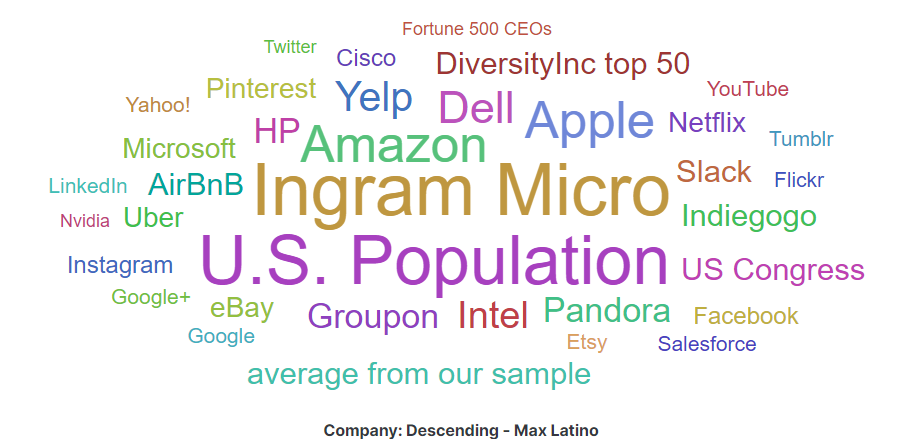 Fortune 500 CEOs
Twitter
Cisco
DiversityInc top 50
Pinterest
Yelp
YouTube
Yahoo!
Dell
Apple
Netflix
HP
Amazon
Tumblr
Microsoft
Slack
Flickr
LinkedIn
AirBnB
Ingram Micro
Nvidia
Uber
Indiegogo
Instagram
U.S. Population
US Congress
Google+
eBay
Groupon
Intel
Pandora
Facebook
Google
Etsy
Salesforce
average from our sample
Company: Descending - Max Latino